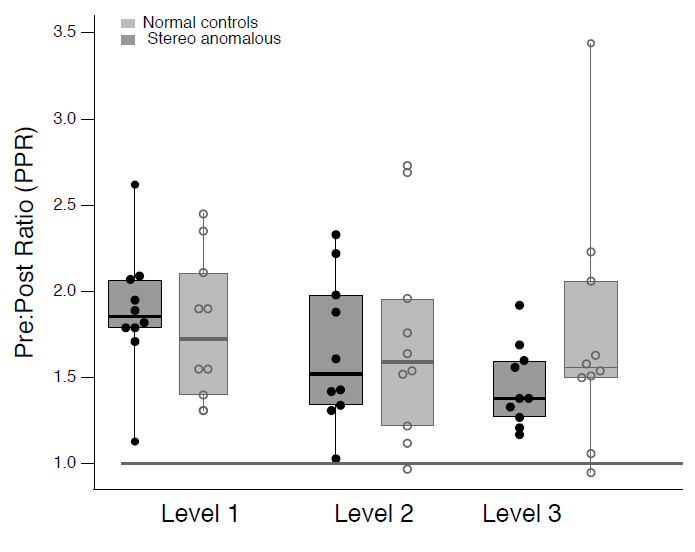 Normal controls
Stereo anomalous
Pre:Post Ratio (PPR)
3.5
3.0
2.5
2.0
1.5
1.0
Level 1 Level 2 Level 3